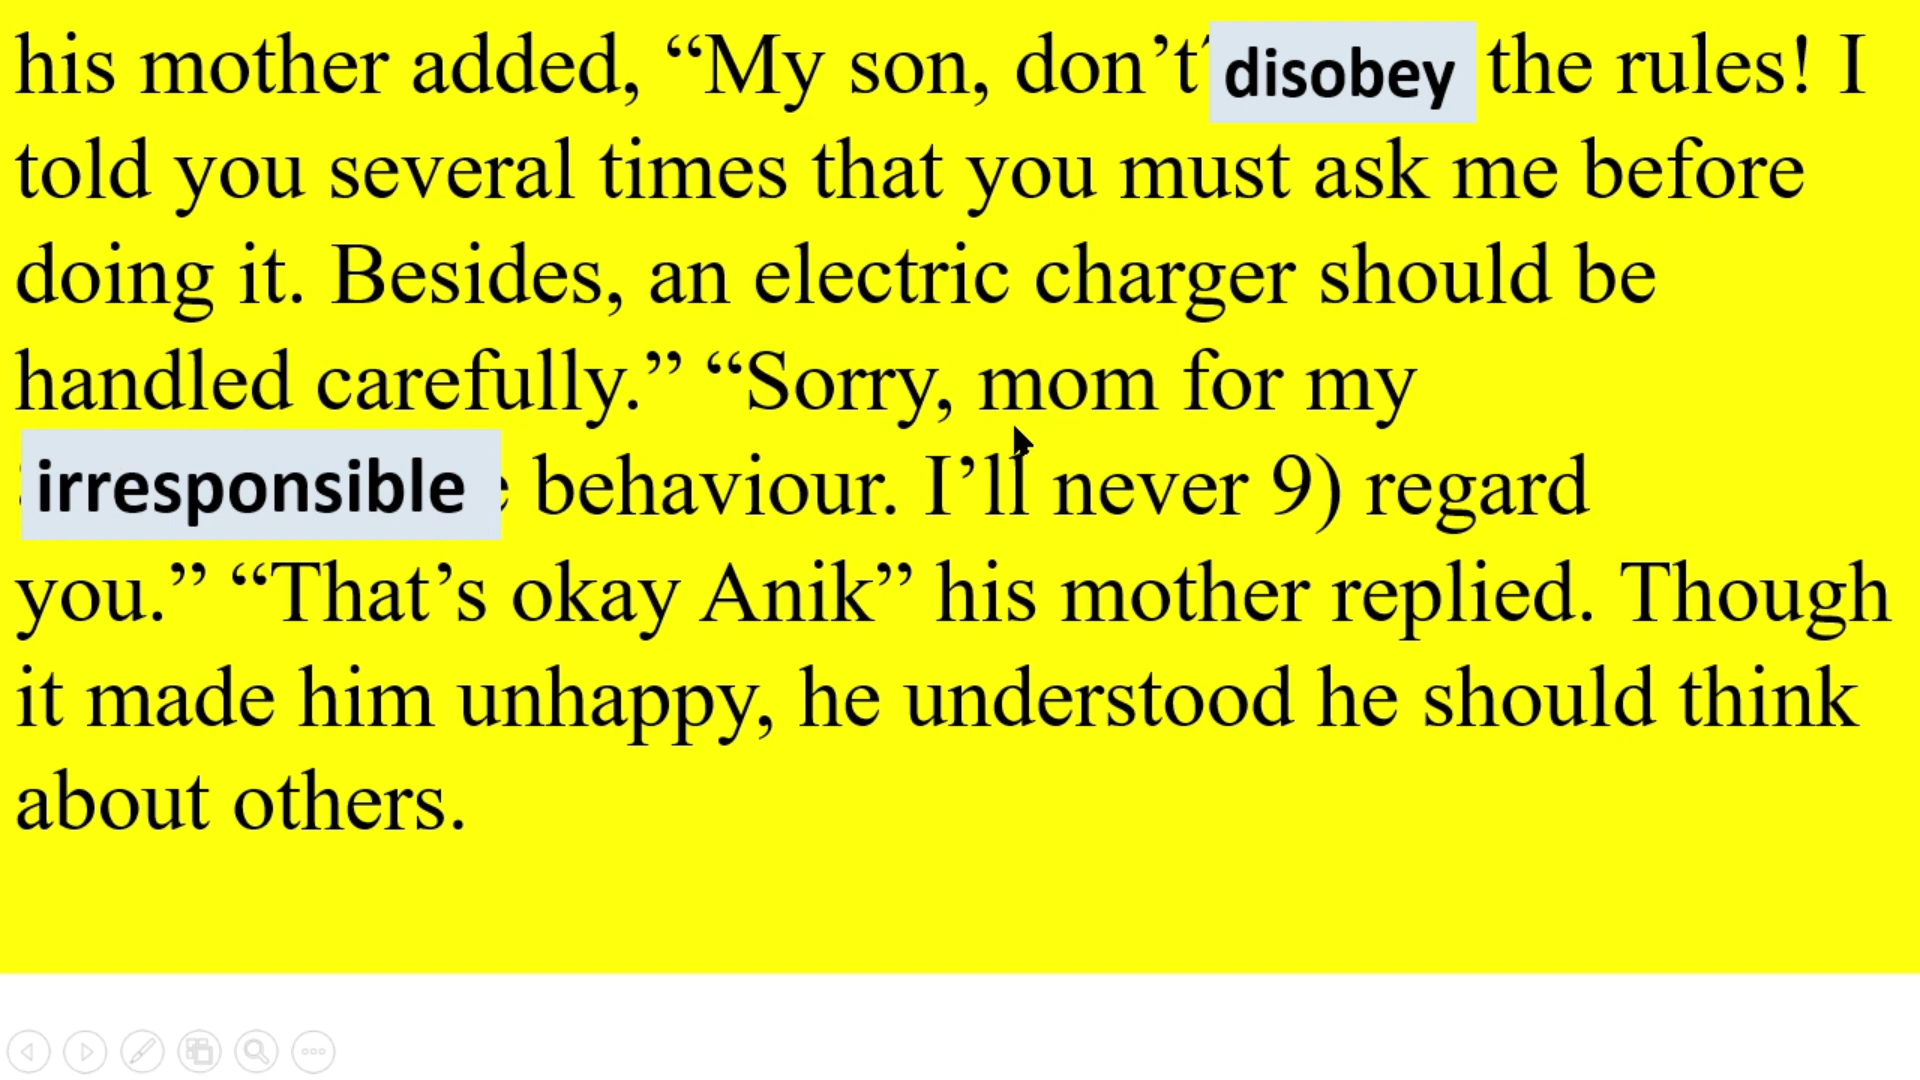 his mother added, “My son, don’t disobey the rules! I
told you several times that you must ask me before
doing it. Besides, an electric charger should be
handled carefully.” “Sorry, mom for my
irresponsible behaviour. I’ll never 9) regard
you.” “That’s okay Anik” his mother replied. Though
it made him unhappy, he understood he should think
about others.